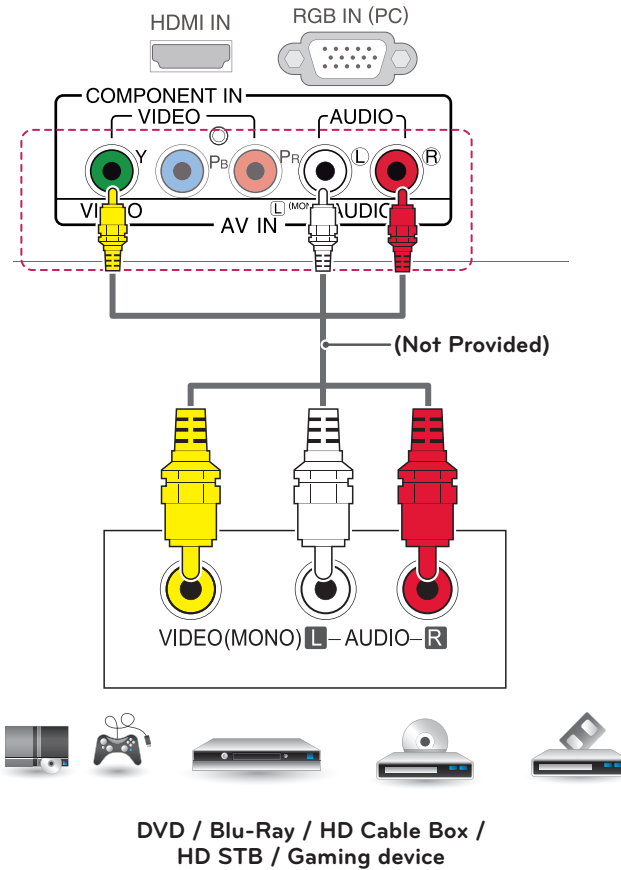 HDMI IN
RGB IN (PC)
COMPONENT IN
VIDEO
AUDIO
Y
PB
PR
L
R
VIDEO
L
AUDIO
AV IN
(Not Provided)
VIDEO (MONO) L – AUDIO – R
DVD / Blu-Ray / HD Cable Box /
HD STB / Gaming device